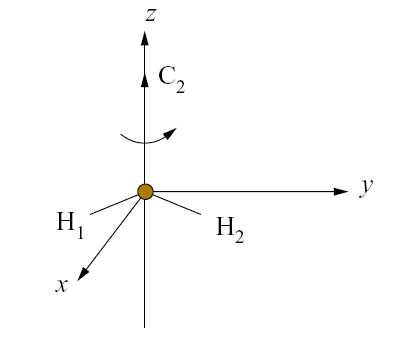 z
C₂
y
H₁
H₂
x